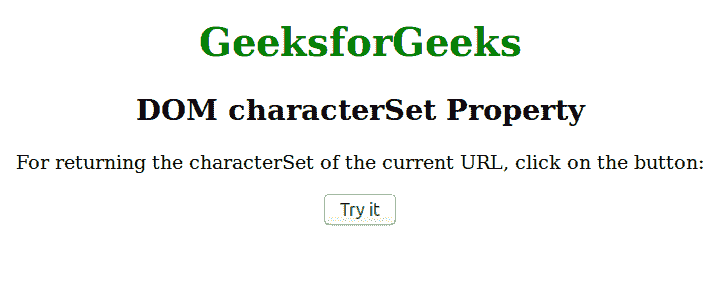 GeeksforGeeks
DOM characterSet Property
For returning the characterSet of the current URL, click on the button:
Try it